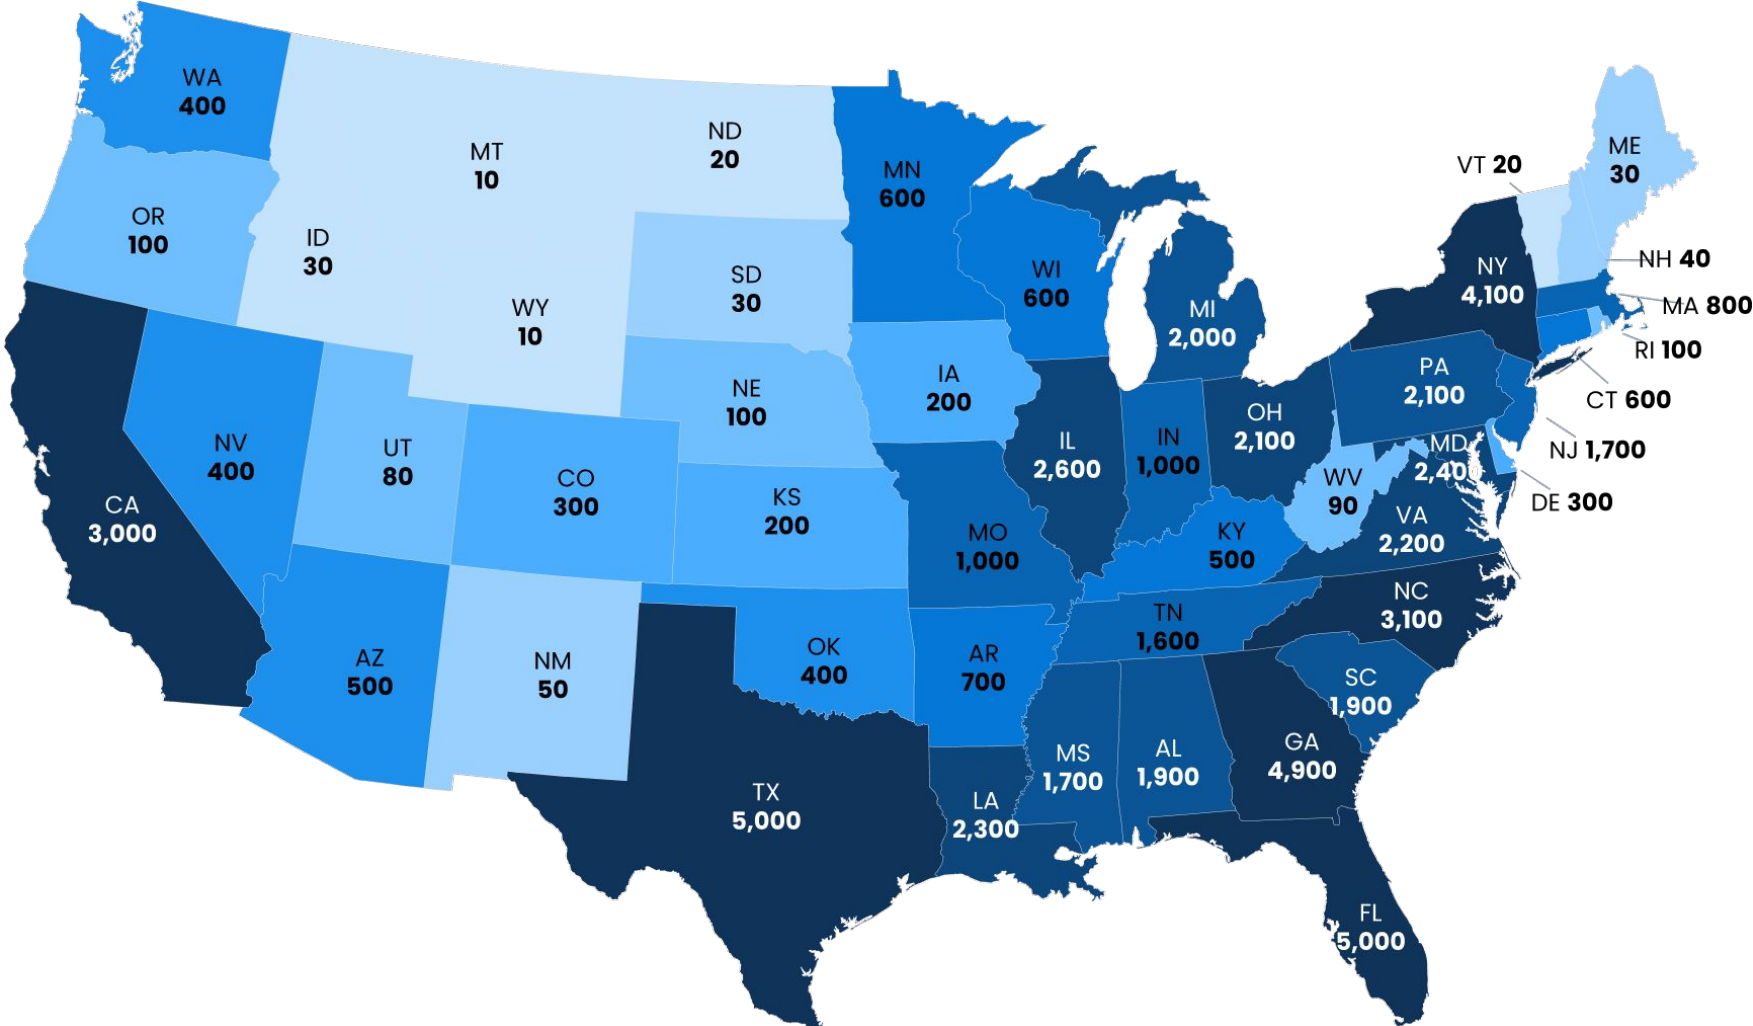 WA
400
OR
100
CA
3,000
NV
400
ID
30
MT
10
WY
10
UT
80
AZ
500
CO
300
NM
50
ND
20
SD
30
NE
100
KS
200
OK
400
TX
5,000
MN
600
IA
200
MO
1,000
AR
700
LA
2,300
WI
600
IL
2,600
MS
1,700
MI
2,000
IN
1,000
KY
500
TN
1,600
AL
1,900
OH
2,100
GA
4,900
FL
5,000
SC
1,900
NC
3,100
VA
2,200
WV
90
MD
2,400
PA
2,100
NY
4,100
VT 20
ME
30
NH 40
MA 800
RI 100
CT 600
NJ 1,700
DE 300